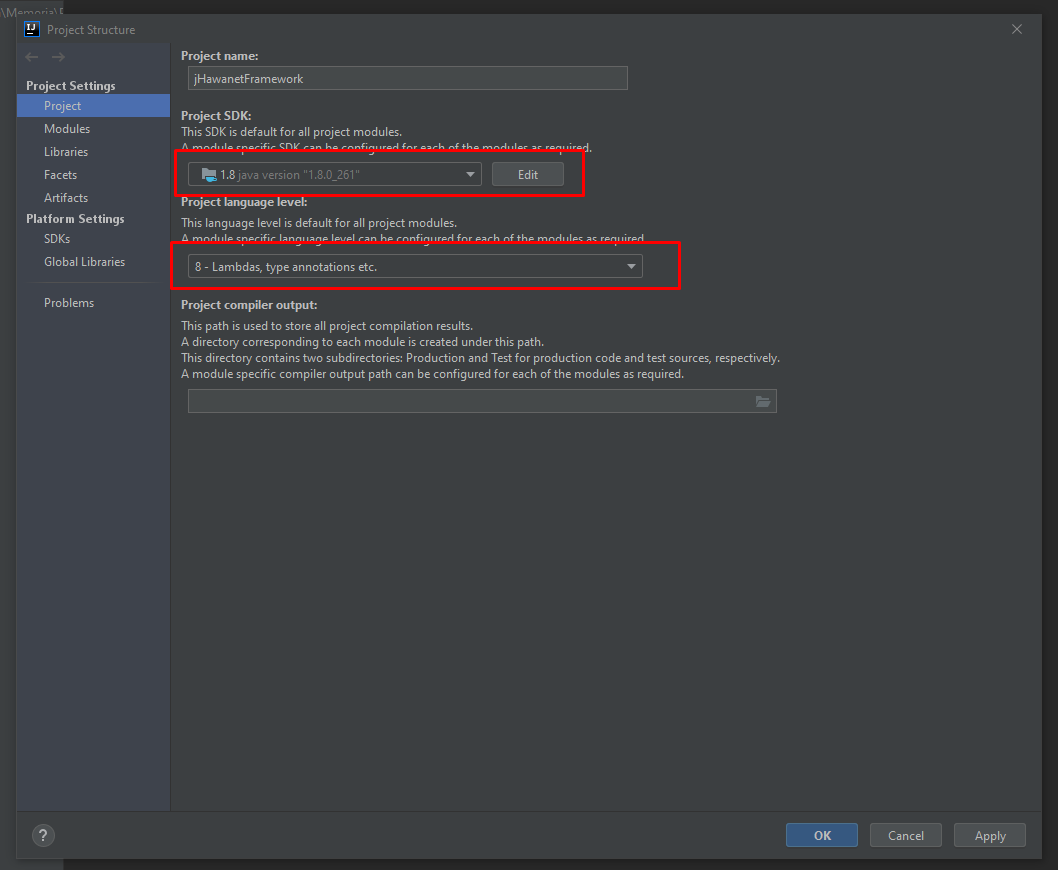 \Memoria\
IJ
Project Structure
Project Settings
Project
Modules
Libraries
Facets
Artifacts
Platform Settings
SDKs
Global Libraries
Problems
Project name:
jHawanetFramework
Project SDK:
This SDK is default for all project modules.
A module specific SDK can be configured for each of the modules as required.
1.8 java version "1.8.0_261"
Edit
Project language level:
This language level is default for all project modules.
A module specific language level can be configured for each of the modules as required.
8 - Lambdas, type annotations etc.
Project compiler output:
This path is used to store all project compilation results.
A directory corresponding to each module is created under this path.
This directory contains two subdirectories: Production and Test for production code and test sources, respectively.
A module specific compiler output path can be configured for each of the modules as required.
?
OK
Cancel
Apply